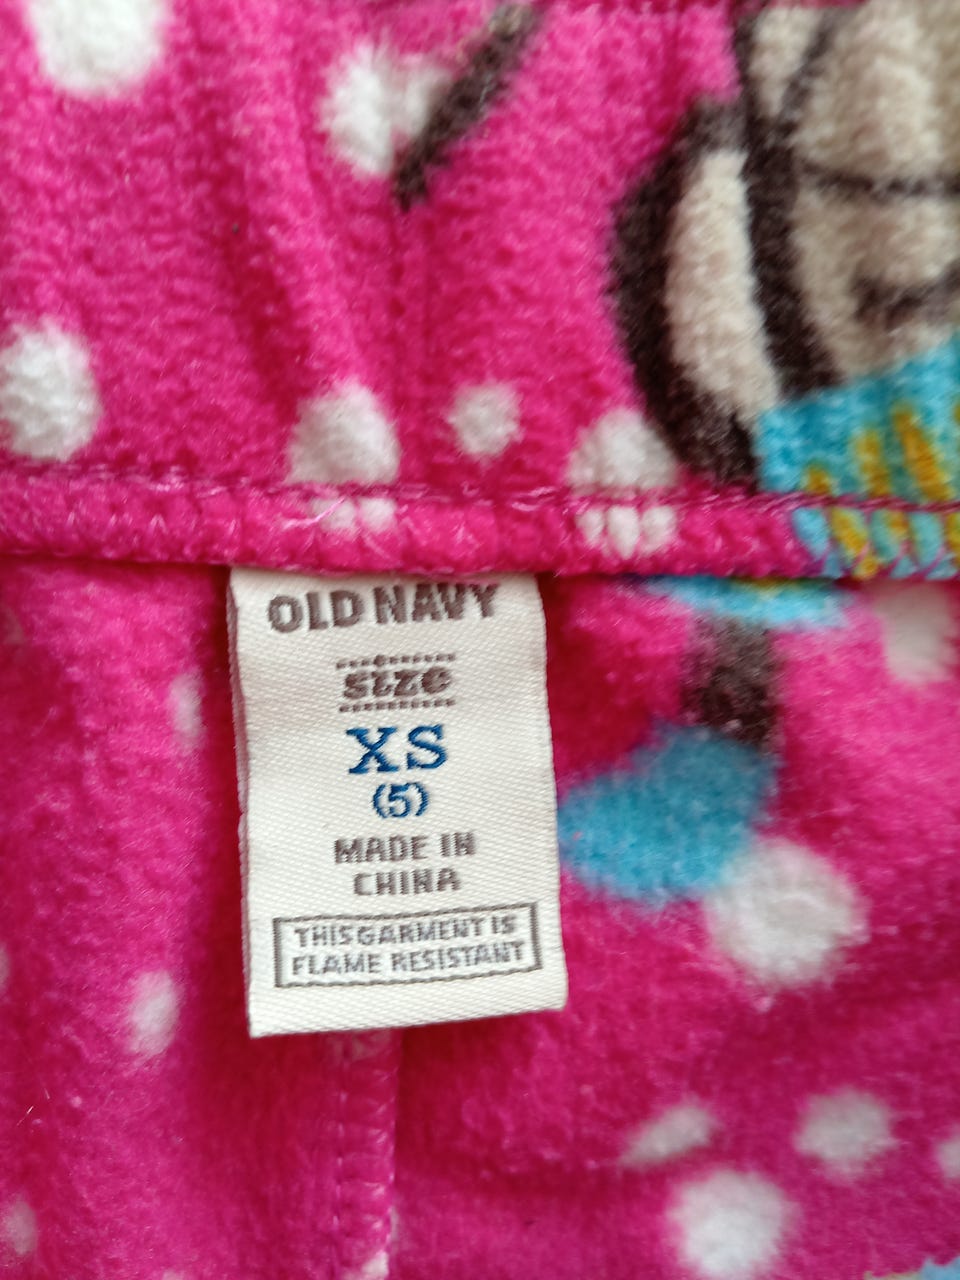 OLD NAVY
size
XS
(5)
MADE IN
CHINA
THIS GARMENT IS
FLAME RESISTANT